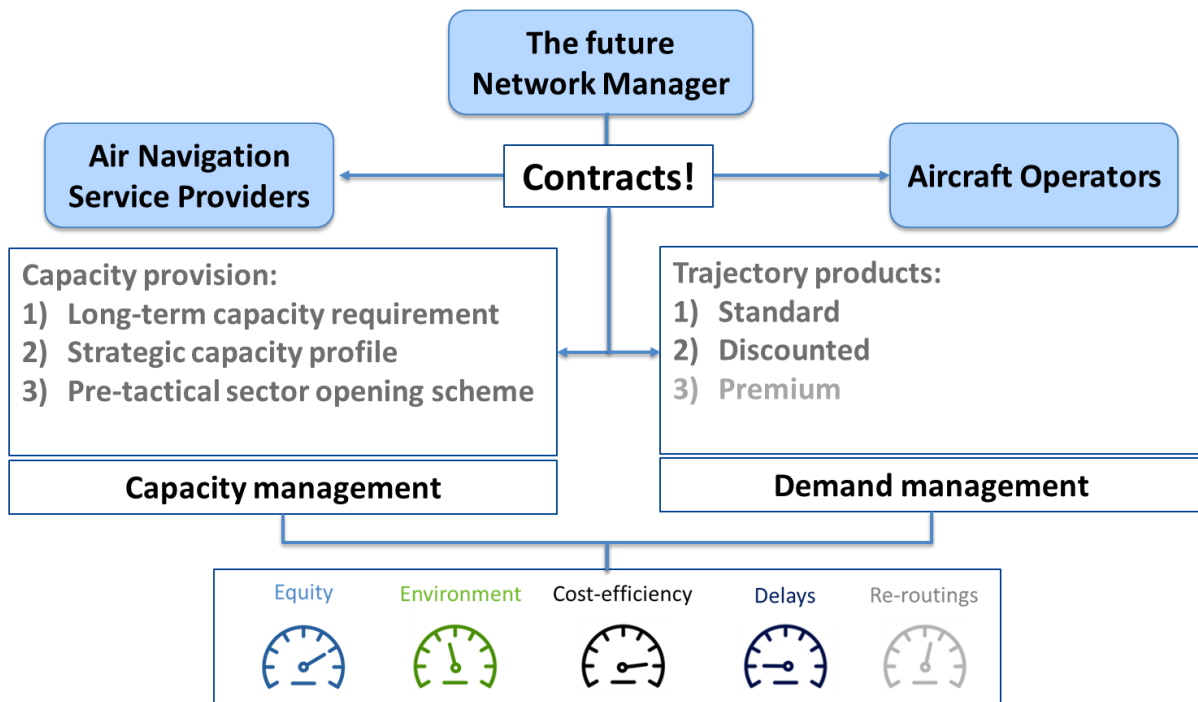 The future
Network Manager
Air Navigation
Service Providers
Contracts!
Aircraft Operators
Capacity provision:
1) Long-term capacity requirement
2) Strategic capacity profile
3) Pre-tactical sector opening scheme
Trajectory products:
1) Standard
2) Discounted
3) Premium
Capacity management
Demand management
Equity
Environment
Cost-efficiency
Delays
Re-routings